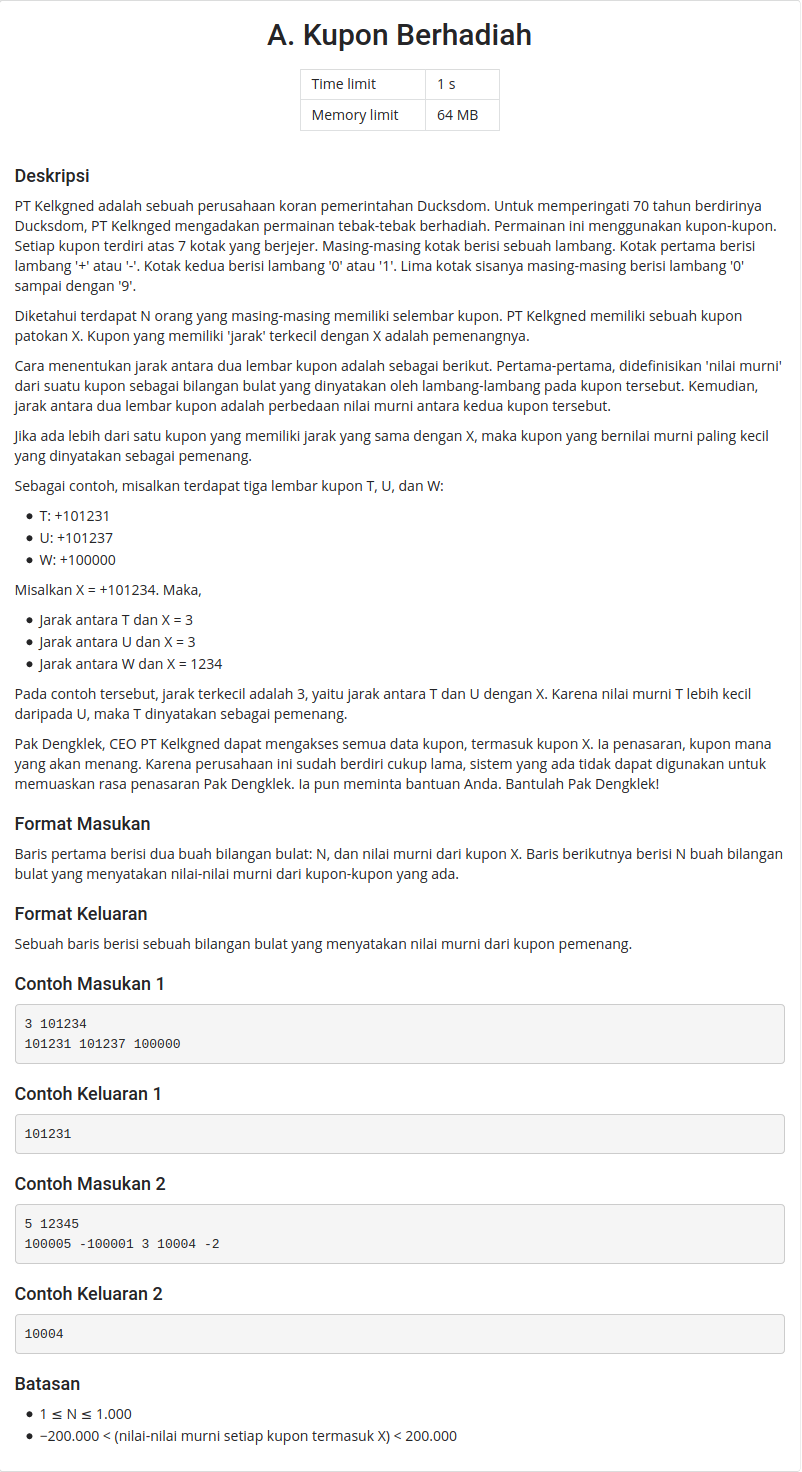 A. Kupon Berhadiah
Time limit 1 s
Memory limit 64 MB
Deskripsi
PT Kelkgned adalah sebuah perusahaan koran pemerintahan Ducksdom. Untuk memperingati 70 tahun berdirinya
Ducksdom, PT Kelknged mengadakan permainan tebak-tebak berhadiah. Permainan ini menggunakan kupon-kupon.
Setiap kupon terdiri atas 7 kotak yang berjejer. Masing-masing kotak berisi sebuah lambang. Kotak pertama berisi
lambang '+' atau '-'. Kotak kedua berisi lambang '0' atau '1'. Lima kotak sisanya masing-masing berisi lambang '0'
sampai dengan '9'.
Diketahui terdapat N orang yang masing-masing memiliki selembar kupon. PT Kelkgned memiliki sebuah kupon
patokan X. Kupon yang memiliki 'jarak' terkecil dengan X adalah pemenangnya.
Cara menentukan jarak antara dua lembar kupon adalah sebagai berikut. Pertama-pertama, didefinisikan 'nilai murni'
dari suatu kupon sebagai bilangan bulat yang dinyatakan oleh lambang-lambang pada kupon tersebut. Kemudian,
jarak antara dua lembar kupon adalah perbedaan nilai murni antara kedua kupon tersebut.
Jika ada lebih dari satu kupon yang memiliki jarak yang sama dengan X, maka kupon yang bernilai murni paling kecil
yang dinyatakan sebagai pemenang.
Sebagai contoh, misalkan terdapat tiga lembar kupon T, U, dan W:
• T: +101231
• U: +101237
• W: +100000
Misalkan X = +101234. Maka,
• Jarak antara T dan X = 3
• Jarak antara U dan X = 3
• Jarak antara W dan X = 1234
Pada contoh tersebut, jarak terkecil adalah 3, yaitu jarak antara T dan U dengan X. Karena nilai murni T lebih kecil
daripada U, maka T dinyatakan sebagai pemenang.
Pak Dengklek, CEO PT Kelkgned dapat mengakses semua data kupon, termasuk kupon X. Ia penasaran, kupon mana
yang akan menang. Karena perusahaan ini sudah berdiri cukup lama, sistem yang ada tidak dapat digunakan untuk
memuaskan rasa penasaran Pak Dengklek. Ia pun meminta bantuan Anda. Bantulah Pak Dengklek!
Format Masukan
Baris pertama berisi dua buah bilangan bulat: N, dan nilai murni dari kupon X. Baris berikutnya berisi N buah bilangan
bulat yang menyatakan nilai-nilai murni dari kupon-kupon yang ada.
Format Keluaran
Sebuah baris berisi sebuah bilangan bulat yang menyatakan nilai murni dari kupon pemenang.
Contoh Masukan 1
3 101234
101231 101237 100000
Contoh Keluaran 1
101231
Contoh Masukan 2
5 12345
100005 -100001 3 10004 -2
Contoh Keluaran 2
10004
Batasan
• 1 ≤ N ≤ 1.000
• −200.000 < (nilai-nilai murni setiap kupon termasuk X) < 200.000